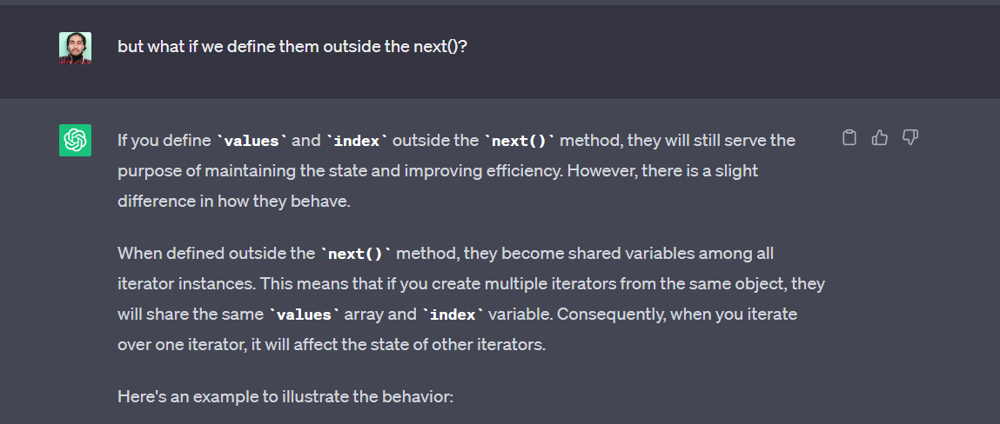 but what if we define them outside the next()?
If you define `values` and `index` outside the `next()` method, they will still serve the
purpose of maintaining the state and improving efficiency. However, there is a slight
difference in how they behave.
When defined outside the `next()` method, they become shared variables among all
iterator instances. This means that if you create multiple iterators from the same object, they
will share the same `values` array and `index` variable. Consequently, when you iterate
over one iterator, it will affect the state of other iterators.
Here's an example to illustrate the behavior: